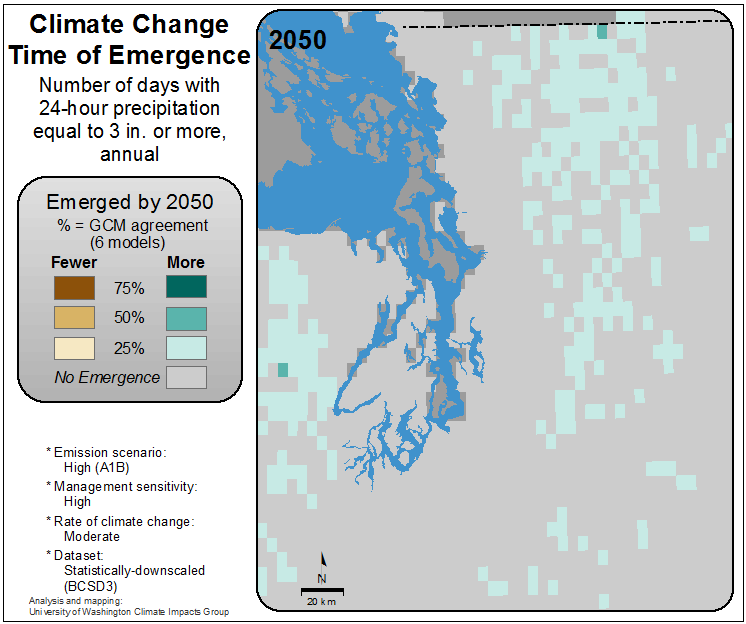 Climate Change
Time of Emergence
Number of days with
24-hour precipitation
equal to 3 in. or more,
annual
Emerged by 2050
% = GCM agreement
(6 models)
Fewer More
75%
50%
25%
No Emergence
* Emission scenario:
High (A1B)
* Management sensitivity:
High
* Rate of climate change:
Moderate
* Dataset:
Statistically-downscaled
(BCSD3)
Analysis and mapping:
University of Washington Climate Impacts Group
2050
N
20 km